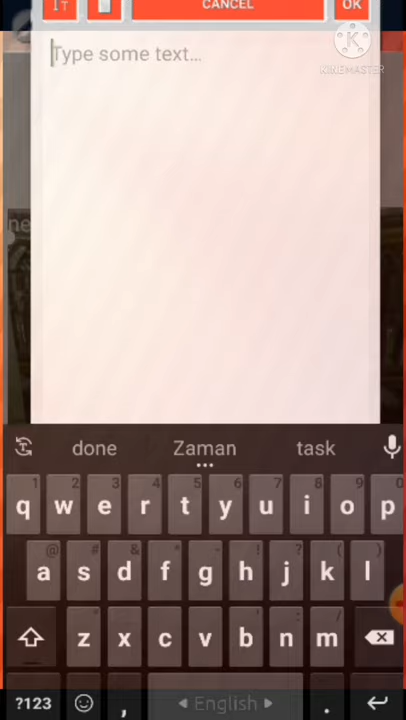 CANCEL
OK
KINEMASTER
Type some text...
ne
done Zaman task
1 2 3 4 5 6 7 8 9 0
q w e r t y u i o p
@ # & * - ! ? ( )
a s d f g h j k l
z x c v b n m
?123 , English .